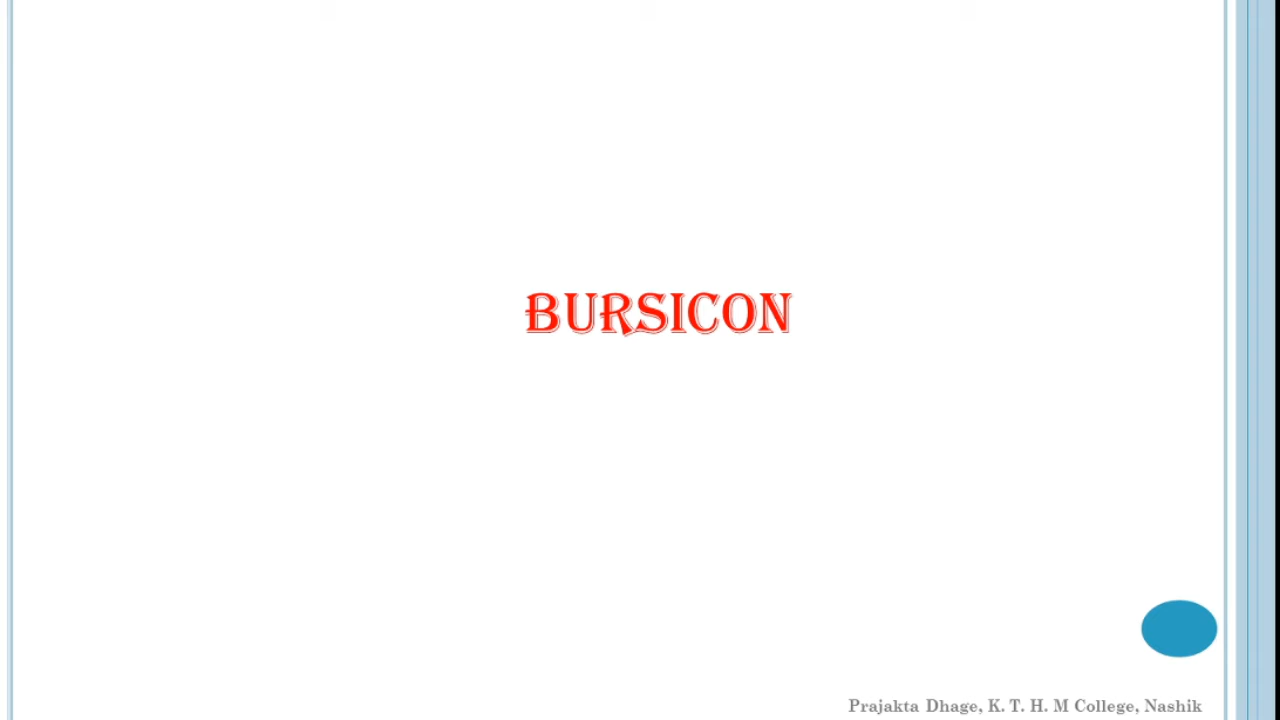 BURSICON
Prajakta Dhage, K. T. H. M College, Nashik